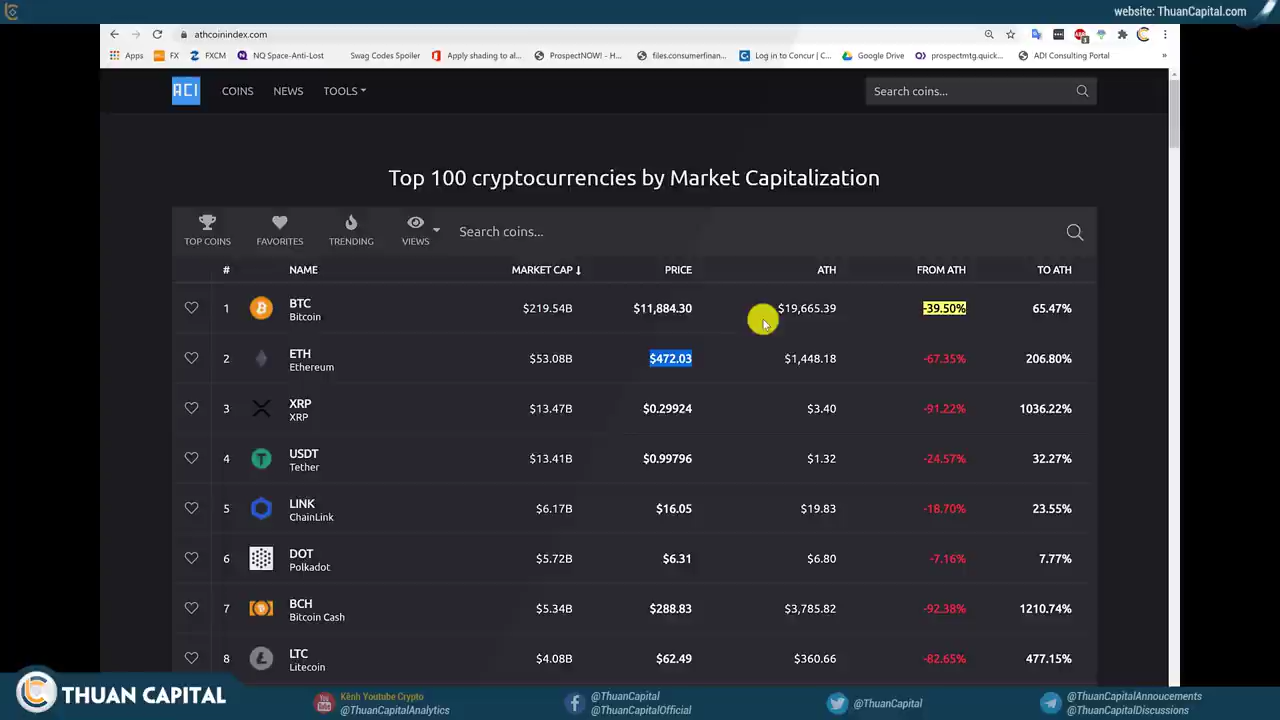 website: ThuanCapital.com
athcoinindex.com
Apps
FX
FXCM
NQ Space-Anti-Lost
Swag Codes Spoiler
Apply shading to al...
ProspectNOW! - H...
files.consumerfinan...
Log in to Concur | C...
Google Drive
prospectmtg.quick...
ADI Consulting Portal
»
ACI
COINS
NEWS
TOOLS
Search coins...
Top 100 cryptocurrencies by Market Capitalization
TOP COINS
FAVORITES
TRENDING
VIEWS
Search coins...
# NAME MARKET CAP ↓ PRICE ATH FROM ATH TO ATH
1 BTC $219.54B $11,884.30 $19,665.39 -39.50% 65.47%
Bitcoin
2 ETH $53.08B $472.03 $1,448.18 -67.35% 206.80%
Ethereum
3 XRP $13.47B $0.29924 $3.40 -91.22% 1036.22%
XRP
4 USDT $13.41B $0.99796 $1.32 -24.57% 32.27%
Tether
5 LINK $6.17B $16.05 $19.83 -18.70% 23.55%
ChainLink
6 DOT $5.72B $6.31 $6.80 -7.16% 7.77%
Polkadot
7 BCH $5.34B $288.83 $3,785.82 -92.38% 1210.74%
Bitcoin Cash
8 LTC $4.08B $62.49 $360.66 -82.65% 477.15%
Litecoin
THUAN CAPITAL
Kênh Youtube Crypto
@ThuanCapitalAnalytics
@ThuanCapital
@ThuanCapitalOfficial
@ThuanCapital
@ThuanCapitalAnnoucements
@ThuanCapitalDiscussions